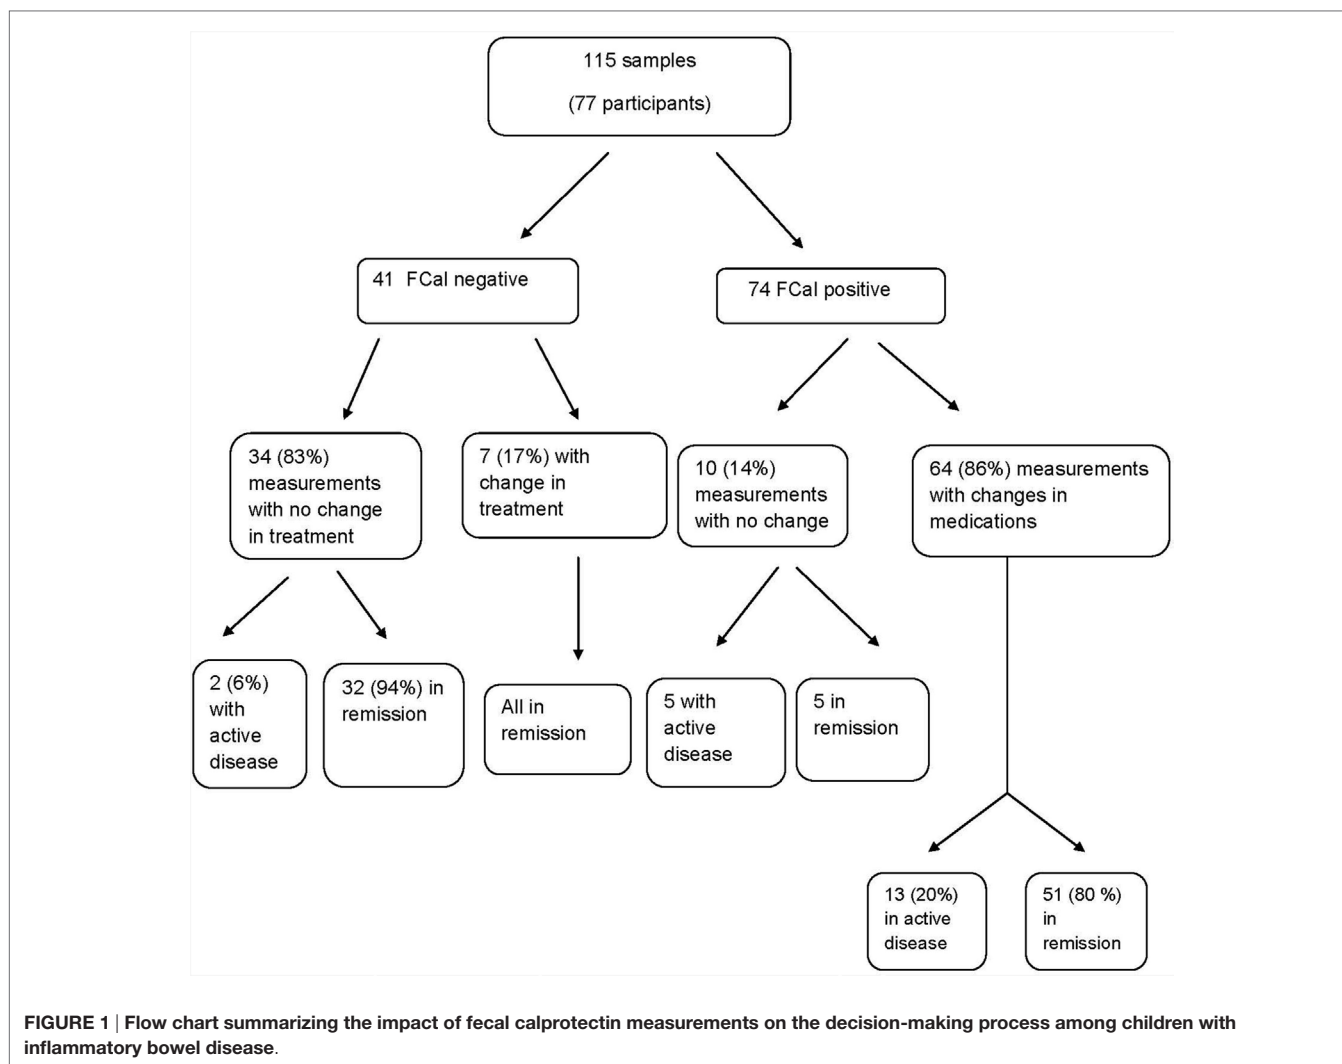 115 samples
(77 participants)
41 FCal negative
74 FCal positive
34 (83%)
measurements
with no change
in treatment
7 (17%) with
change in
treatment
10 (14%)
measurements
with no change
64 (86%) measurements
with changes in
medications
2 (6%)
with
active
disease
32 (94%) in
remission
All in
remission
5 with
active
disease
5 in
remission
13 (20%)
in active
disease
51 (80 %)
in
remission
FIGURE 1 | Flow chart summarizing the impact of fecal calprotectin measurements on the decision-making process among children with
inflammatory bowel disease.